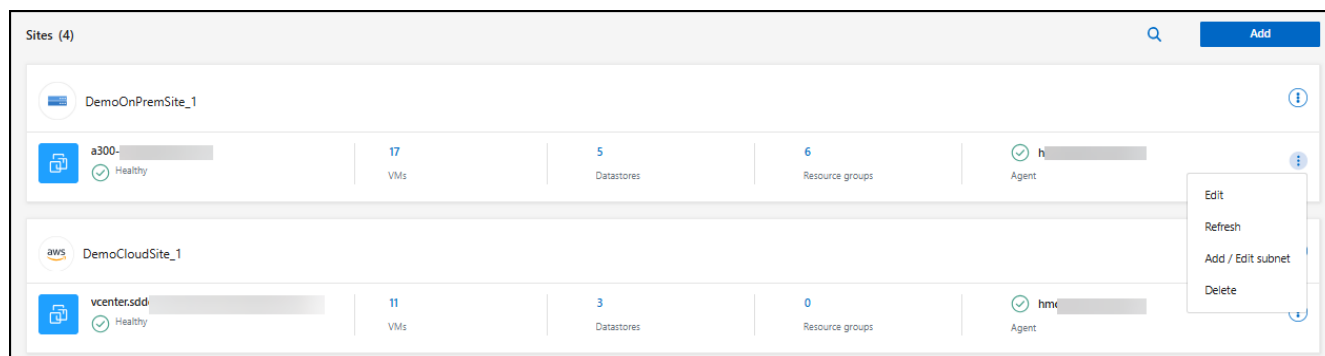 Sites (4)
Add
DemoOnPremSite_1
a300-
Healthy
17
VMs
5
Datastores
6
Resource groups
h
Agent
Edit
Refresh
Add / Edit subnet
Delete
aws
DemoCloudSite_1
vcenter.sdd
Healthy
11
VMs
3
Datastores
0
Resource groups
hm
Agent